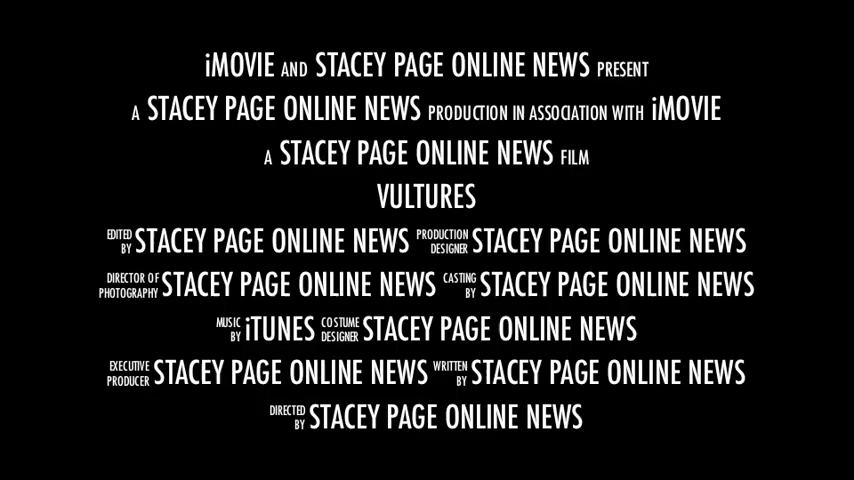 iMOVIE AND STACEY PAGE ONLINE NEWS PRESENT
A STACEY PAGE ONLINE NEWS PRODUCTION IN ASSOCIATION WITH iMOVIE
A STACEY PAGE ONLINE NEWS FILM
VULTURES
EDITED BY STACEY PAGE ONLINE NEWS PRODUCTION DESIGNER STACEY PAGE ONLINE NEWS
DIRECTOR OF PHOTOGRAPHY STACEY PAGE ONLINE NEWS CASTING BY STACEY PAGE ONLINE NEWS
MUSIC BY iTUNES COSTUME DESIGNER STACEY PAGE ONLINE NEWS
EXECUTIVE PRODUCER STACEY PAGE ONLINE NEWS WRITTEN BY STACEY PAGE ONLINE NEWS
DIRECTED BY STACEY PAGE ONLINE NEWS